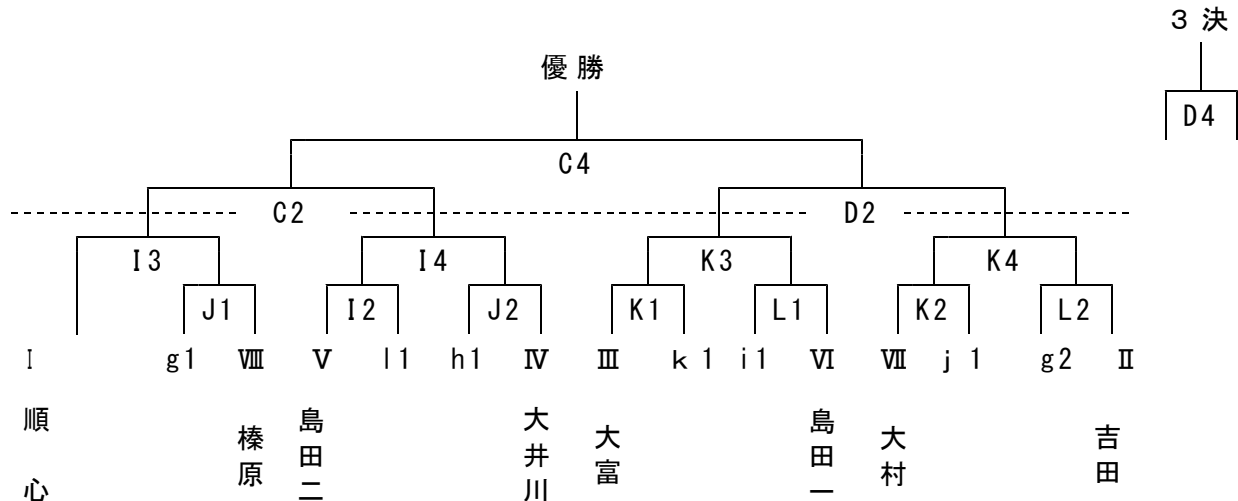 3 決
優 勝
D4
C4
C2 D2
I3 I4 K3 K4
J1 I2 J2 K1 L1 K2 L2
Ⅰ g1 Ⅷ Ⅴ l1 h1 Ⅳ Ⅲ k 1 i1 Ⅵ Ⅶ j 1 g2 Ⅱ
順心
榛原
島田二
大井川
大富
島田一
大村
吉田